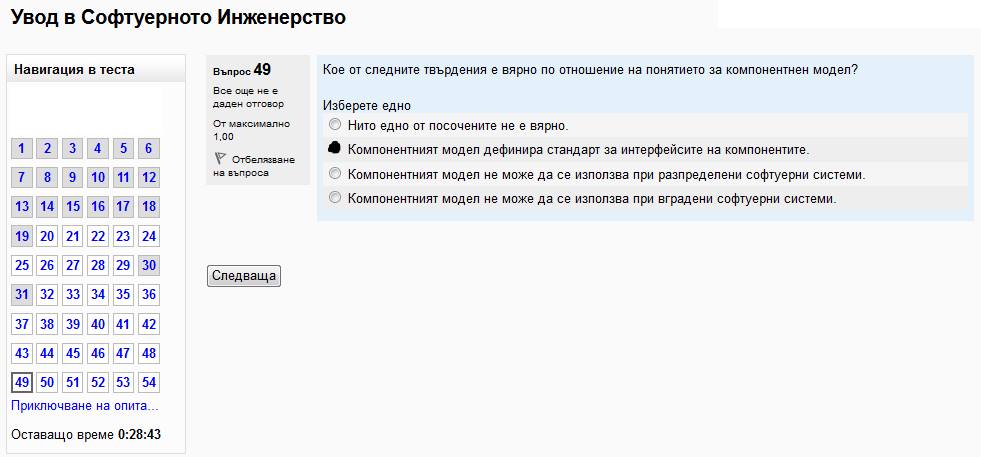 Увод в Софтуерното Инженерство
Навигация в теста
1 2 3 4 5 6
7 8 9 10 11 12
13 14 15 16 17 18
19 20 21 22 23 24
25 26 27 28 29 30
31 32 33 34 35 36
37 38 39 40 41 42
43 44 45 46 47 48
49 50 51 52 53 54
Приключване на опита...
Оставащо време 0:28:43
Въпрос 49
Все още не е
даден отговор
От максимално
1,00
Отбелязване
на въпроса
Кое от следните твърдения е вярно по отношение на понятието за компонентнен модел?
Изберете едно
Нито едно от посочените не е вярно.
Компонентният модел дефинира стандарт за интерфейсите на компонентите.
Компонентният модел не може да се използва при разпределени софтуерни системи.
Компонентният модел не може да се използва при вградени софтуерни системи.
Следваща